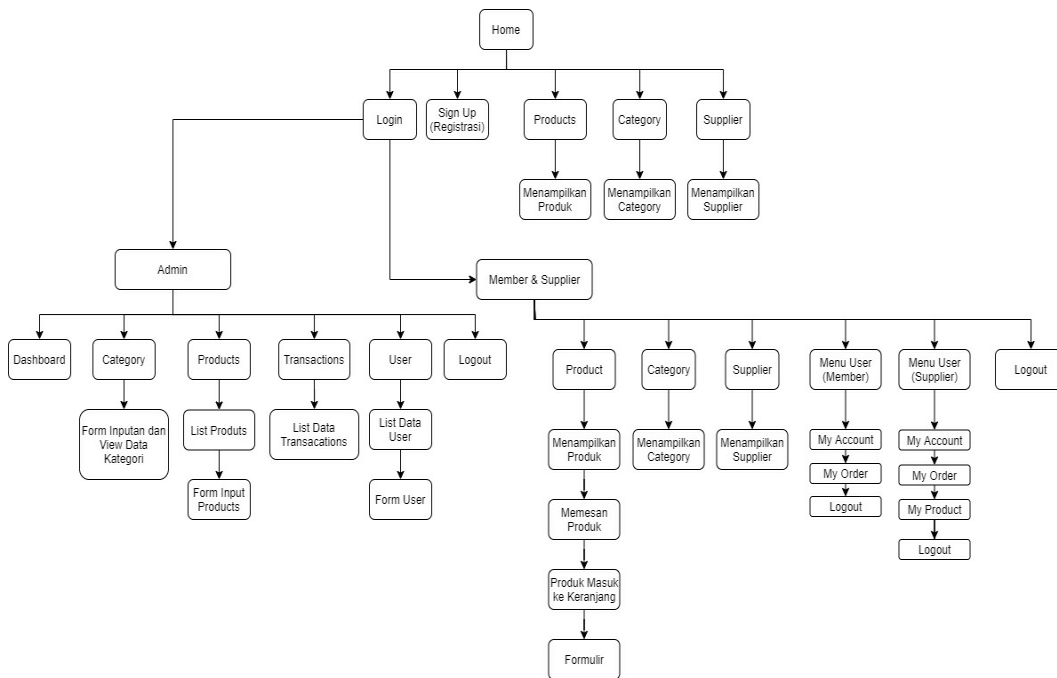 Home
Login
Sign Up
(Registrasi)
Products
Category
Supplier
Menampilkan
Produk
Menampilkan
Category
Menampilkan
Supplier
Admin
Member & Supplier
Dashboard
Category
Products
Transactions
User
Logout
Product
Category
Supplier
Menu User
(Member)
Menu User
(Supplier)
Logout
Form Inputan dan
View Data
Kategori
List Produts
List Data
Transacations
List Data
User
Form Input
Products
Form User
Menampilkan
Produk
Menampilkan
Category
Menampilkan
Supplier
My Account
My Order
Logout
My Account
My Order
My Product
Logout
Memesan
Produk
Produk Masuk
ke Keranjang
Formulir